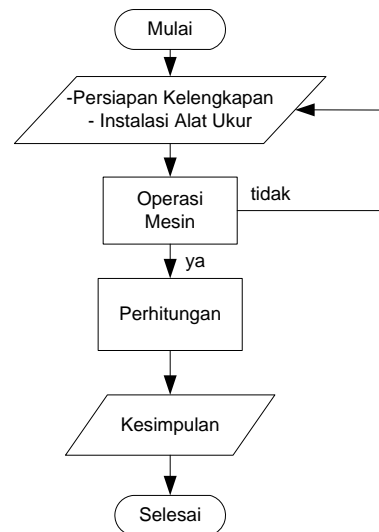 Mulai
-Persiapan Kelengkapan
- Instalasi Alat Ukur
Operasi
Mesin
tidak
ya
Perhitungan
Kesimpulan
Selesai